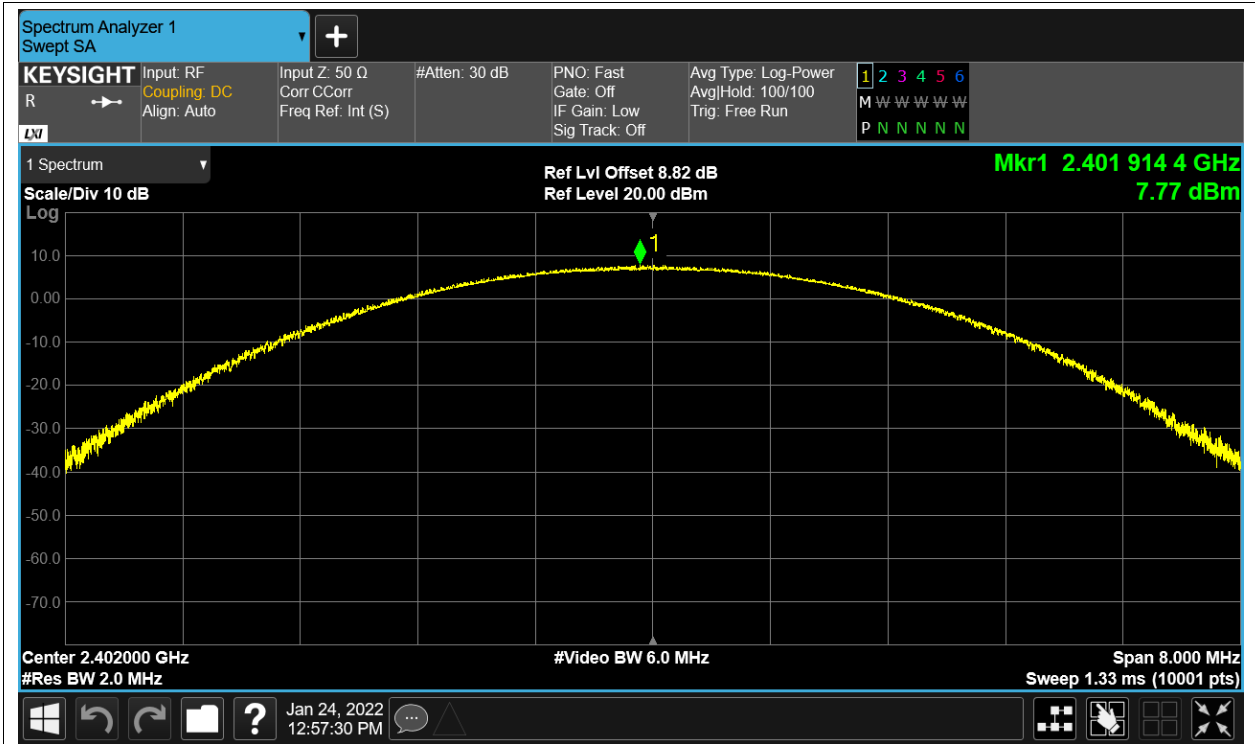 Spectrum Analyzer 1
Swept SA
KEYSIGHT
R
LXI
Input: RF
Coupling: DC
Align: Auto
Input Z: 50 Ω
Corr CCorr
Freq Ref: Int (S)
#Atten: 30 dB
PNO: Fast
Gate: Off
IF Gain: Low
Sig Track: Off
Avg Type: Log-Power
Avg|Hold: 100/100
Trig: Free Run
1 2 3 4 5 6
M W W W W W
P N N N N N
1 Spectrum
Scale/Div 10 dB
Log
Ref Lvl Offset 8.82 dB
Ref Level 20.00 dBm
Mkr1 2.401 914 4 GHz
7.77 dBm
1
10.0
0.00
-10.0
-20.0
-30.0
-40.0
-50.0
-60.0
-70.0
Center 2.402000 GHz
#Res BW 2.0 MHz
#Video BW 6.0 MHz
Span 8.000 MHz
Sweep 1.33 ms (10001 pts)
?
Jan 24, 2022
12:57:30 PM